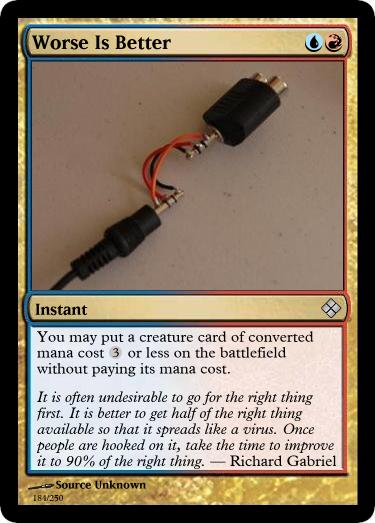 Worse Is Better
Instant
You may put a creature card of converted
mana cost 3 or less on the battlefield
without paying its mana cost.
It is often undesirable to go for the right thing
first. It is better to get half of the right thing
available so that it spreads like a virus. Once
people are hooked on it, take the time to improve
it to 90% of the right thing. — Richard Gabriel
Source Unknown
184/250